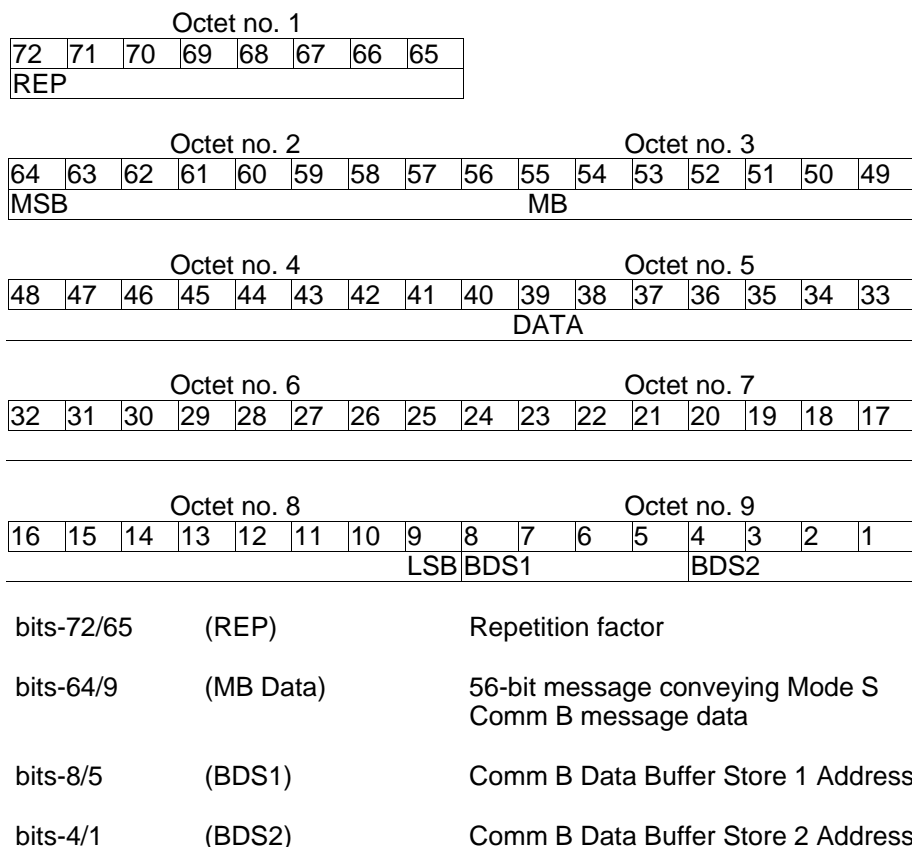 Octet no. 1
72 71 70 69 68 67 66 65
REP
Octet no. 2 Octet no. 3
64 63 62 61 60 59 58 57 56 55 54 53 52 51 50 49
MSB MB
Octet no. 4 Octet no. 5
48 47 46 45 44 43 42 41 40 39 38 37 36 35 34 33
DATA
Octet no. 6 Octet no. 7
32 31 30 29 28 27 26 25 24 23 22 21 20 19 18 17
Octet no. 8 Octet no. 9
16 15 14 13 12 11 10 9 8 7 6 5 4 3 2 1
LSB BDS1 BDS2
bits-72/65 (REP) Repetition factor
bits-64/9 (MB Data) 56-bit message conveying Mode S
Comm B message data
bits-8/5 (BDS1) Comm B Data Buffer Store 1 Address
bits-4/1 (BDS2) Comm B Data Buffer Store 2 Address